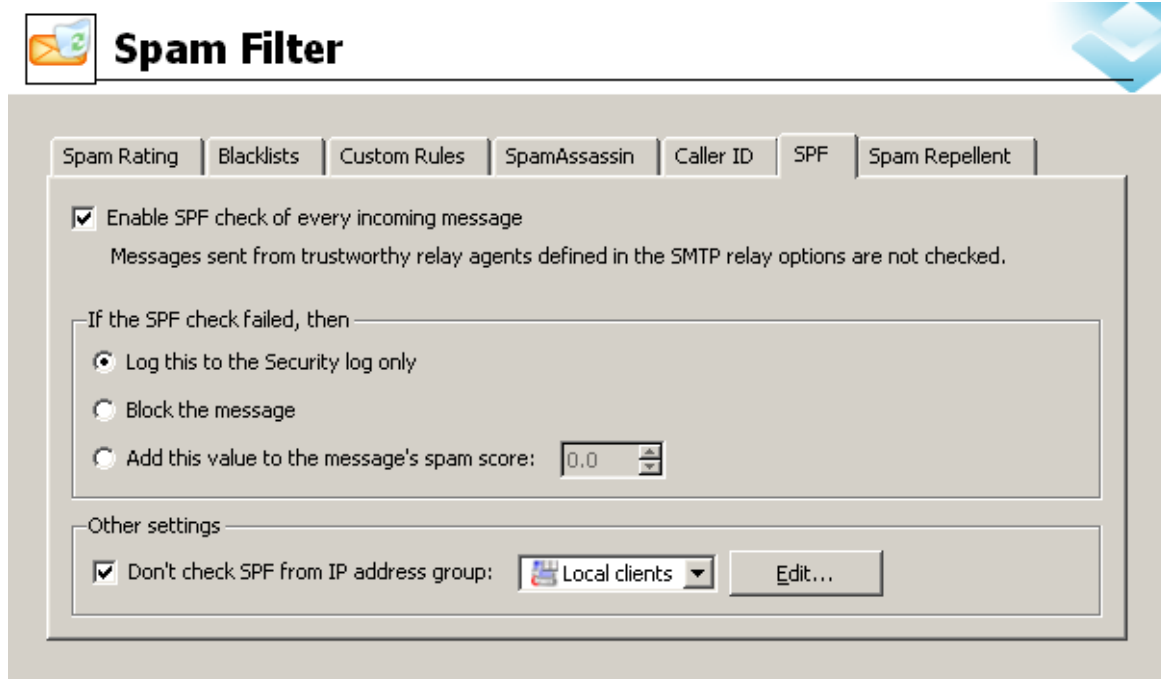 Spam Filter
Spam Rating Blacklists Custom Rules SpamAssassin Caller ID SPF Spam Repellent
Enable SPF check of every incoming message
Messages sent from trustworthy relay agents defined in the SMTP relay options are not checked.
If the SPF check failed, then
Log this to the Security log only
Block the message
Add this value to the message's spam score: 0.0
Other settings
Don't check SPF from IP address group: Local clients Edit...